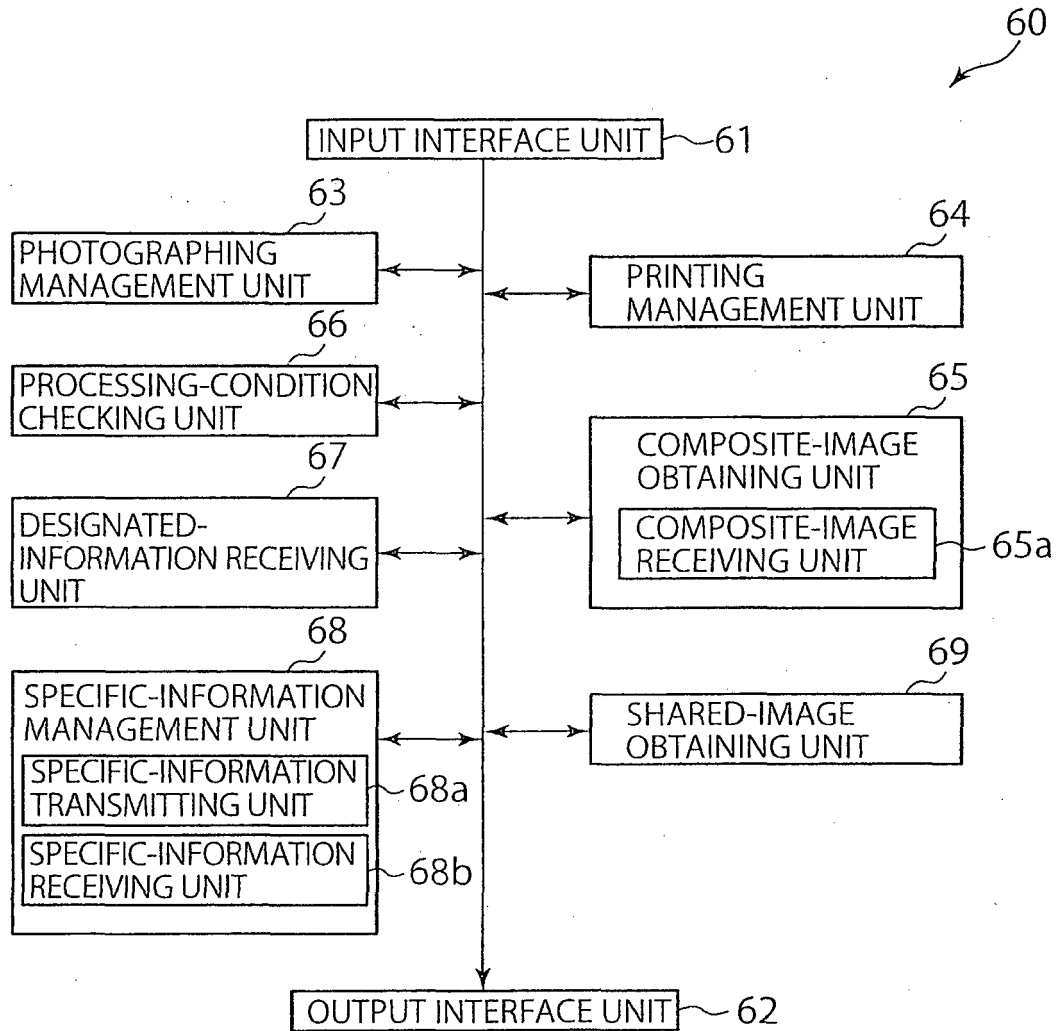 60
INPUT INTERFACE UNIT
61
63
PHOTOGRAPHING
MANAGEMENT UNIT
64
PRINTING
MANAGEMENT UNIT
66
PROCESSING-CONDITION
CHECKING UNIT
65
COMPOSITE-IMAGE
OBTAINING UNIT
COMPOSITE-IMAGE
RECEIVING UNIT
65a
67
DESIGNATED-
INFORMATION RECEIVING
UNIT
68
SPECIFIC-INFORMATION
MANAGEMENT UNIT
SPECIFIC-INFORMATION
TRANSMITTING UNIT
68a
SPECIFIC-INFORMATION
RECEIVING UNIT
68b
69
SHARED-IMAGE
OBTAINING UNIT
OUTPUT INTERFACE UNIT
62